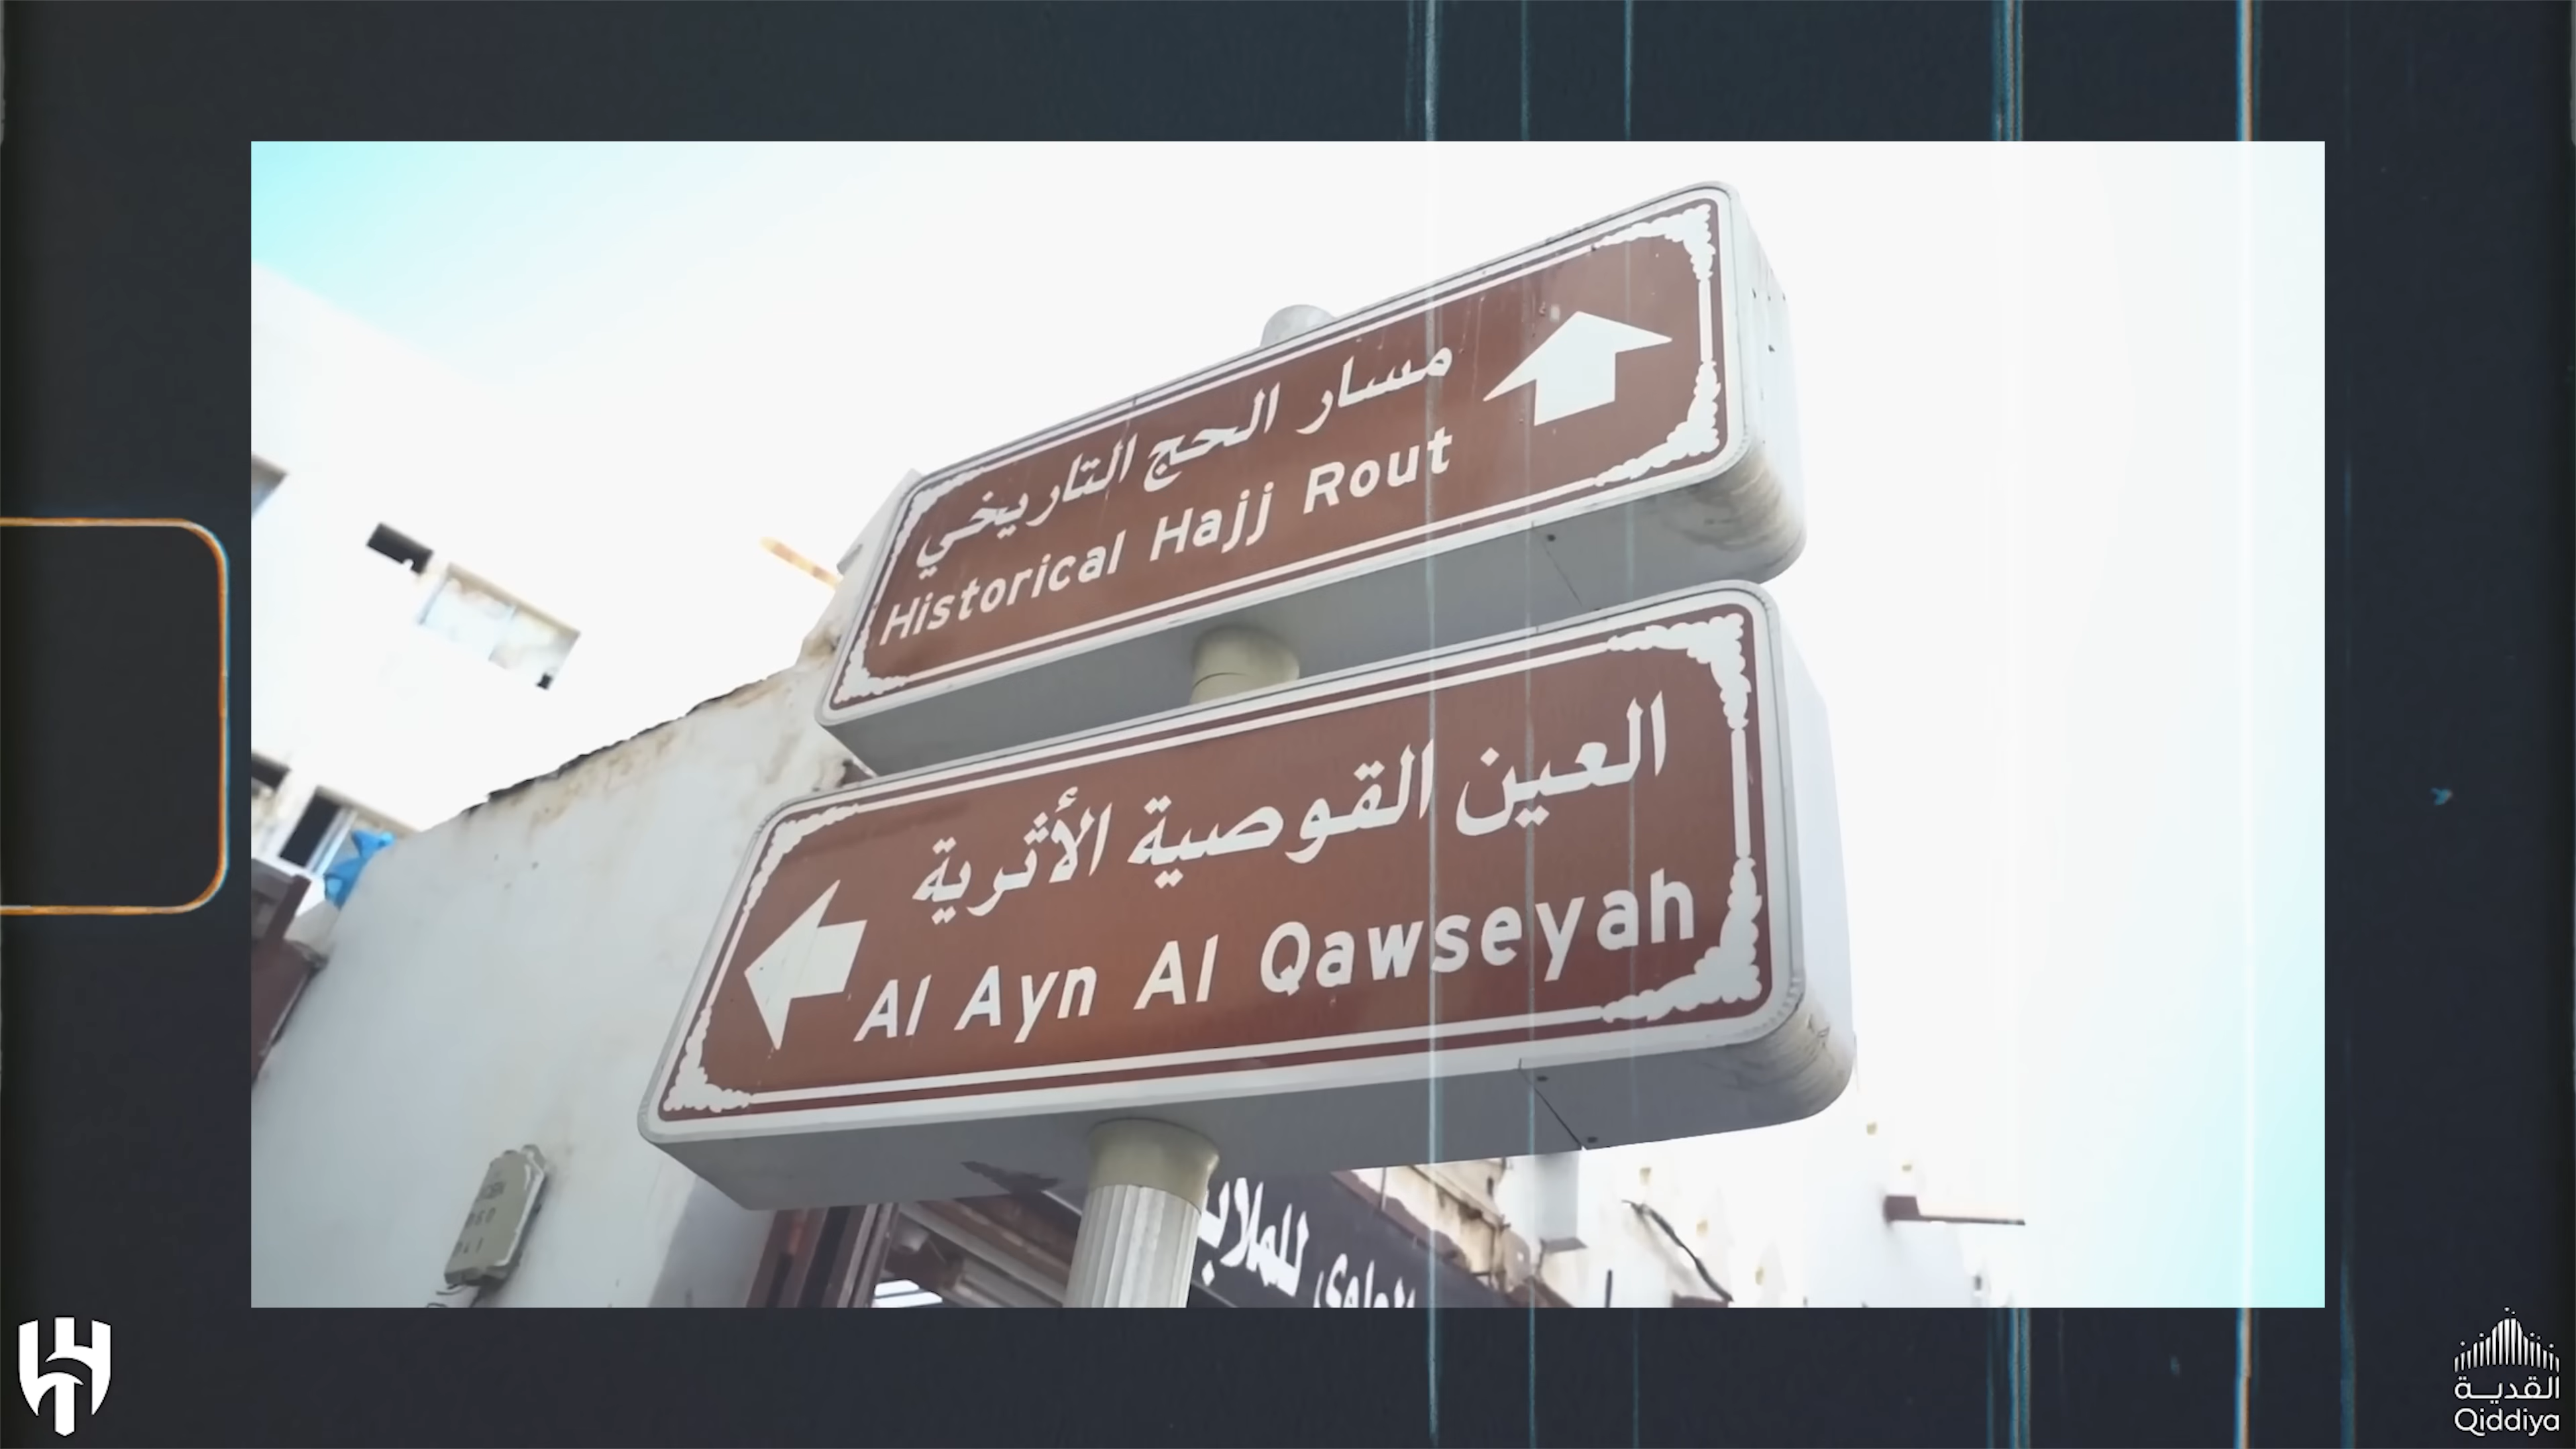 مسار الحج التاريخي
Historical Hajj Rout
العين القوصية الأثرية
Al Ayn Al Qawseyah
القدية
Qiddiya